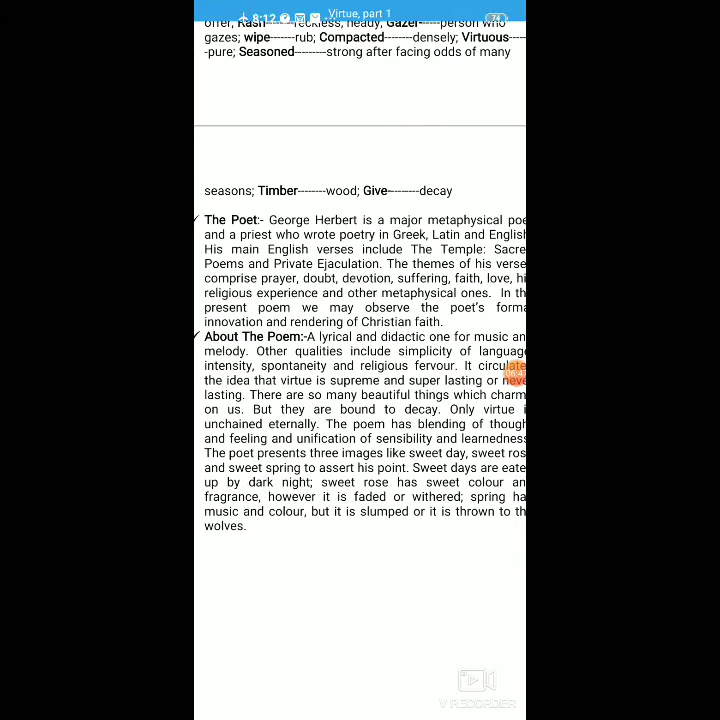 8:12 Virtue, part 1 74
offer; Rash-------reckless, heady; Gazer-----person who
gazes; wipe-------rub; Compacted--------densely; Virtuous-----
-pure; Seasoned---------strong after facing odds of many
seasons; Timber--------wood; Give---------decay
✓ The Poet:- George Herbert is a major metaphysical poe
and a priest who wrote poetry in Greek, Latin and English
His main English verses include The Temple: Sacre
Poems and Private Ejaculation. The themes of his verse
comprise prayer, doubt, devotion, suffering, faith, love, hi
religious experience and other metaphysical ones. In th
present poem we may observe the poet's forma
innovation and rendering of Christian faith.
✓ About The Poem:-A lyrical and didactic one for music an
melody. Other qualities include simplicity of language
intensity, spontaneity and religious fervour. It circulate
the idea that virtue is supreme and super lasting or neve
lasting. There are so many beautiful things which charm
on us. But they are bound to decay. Only virtue i
unchained eternally. The poem has blending of though
and feeling and unification of sensibility and learnedness
The poet presents three images like sweet day, sweet ros
and sweet spring to assert his point. Sweet days are eate
up by dark night; sweet rose has sweet colour an
fragrance, however it is faded or withered; spring ha
music and colour, but it is slumped or it is thrown to th
wolves.
V RECORDER